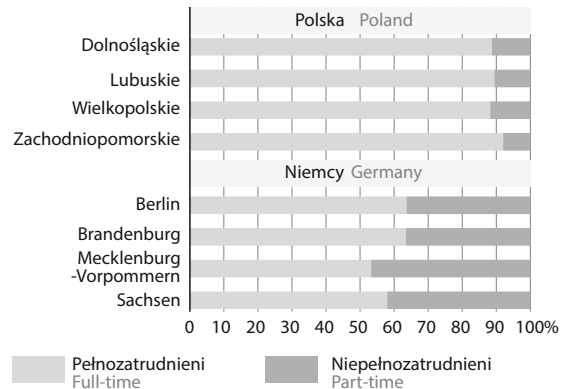 Polska Poland
Dolnośląskie
Lubuskie
Wielkopolskie
Zachodniopomorskie
Niemcy Germany
Berlin
Brandenburg
Mecklenburg
-Vorpommern
Sachsen
0 10 20 30 40 50 60 70 80 90 100%
Pełnozatrudnieni
Full-time
Niepełnozatrudnieni
Part-time